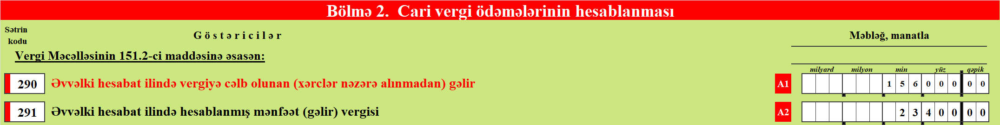 Bölmə 2.  Cari vergi ödəmələrinin hesablanması
Sətrin kodu
G ö s t ə r i c i l ə r
Məbləğ, manatla
Vergi Məcəlləsinin 151.2-ci maddəsinə əsasən:
milyard milyon min yüz qəpik
290 Əvvəlki hesabat ilində vergiyə cəlb olunan (xərclər nəzərə alınmadan) gəlir A1 1 5 6 0 0 0 0 0
291 Əvvəlki hesabat ilində hesablanmış mənfəət (gəlir) vergisi A2 2 3 4 0 0 0 0